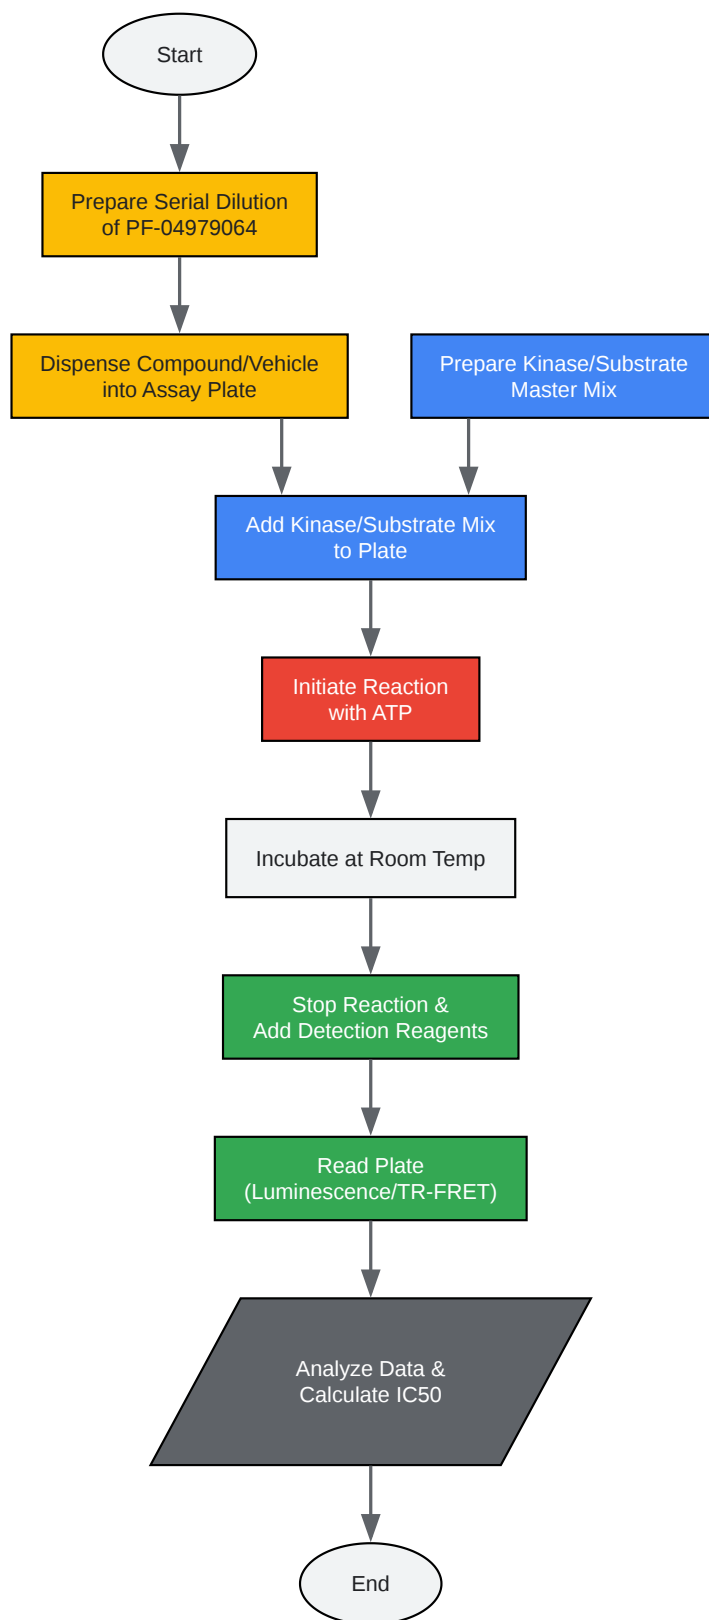 Start
Prepare Serial Dilution
of PF-04979064
Dispense Compound/Vehicle
into Assay Plate
Prepare Kinase/Substrate
Master Mix
Add Kinase/Substrate Mix
to Plate
Initiate Reaction
with ATP
Incubate at Room Temp
Stop Reaction &
Add Detection Reagents
Read Plate
(Luminescence/TR-FRET)
Analyze Data &
Calculate IC50
End